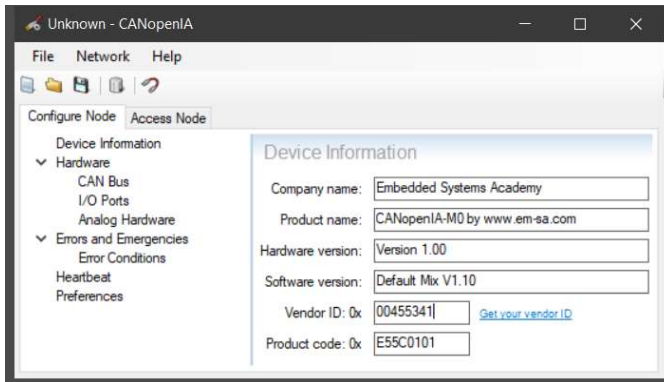 Unknown - CANopenIA
File Network Help
Configure Node Access Node
Device Information
Hardware
CAN Bus
I/O Ports
Analog Hardware
Errors and Emergencies
Error Conditions
Heartbeat
Preferences
Device Information
Company name: Embedded Systems Academy
Product name: CANopenIA-M0 by www.em-sa.com
Hardware version: Version 1.00
Software version: Default Mix V1.10
Vendor ID: 0x 00455341 Get your vendor ID
Product code: 0x E55C0101